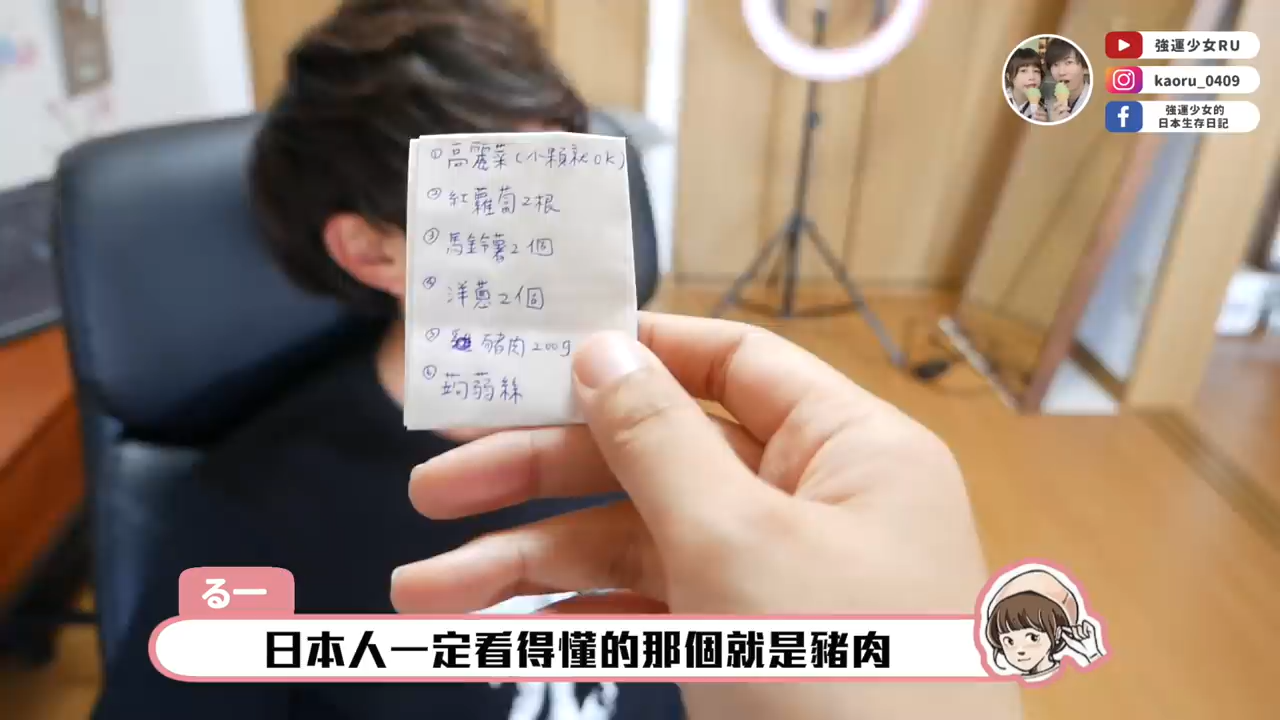 強運少女RU
kaoru_0409
強運少女的
日本生存日記
① 高麗菜(小顆就OK)
② 紅蘿蔔2根
③ 馬鈴薯2個
④ 洋蔥2個
⑤ 豬肉200g
⑥ 蒟蒻絲
るー
日本人一定看得懂的那個就是豬肉